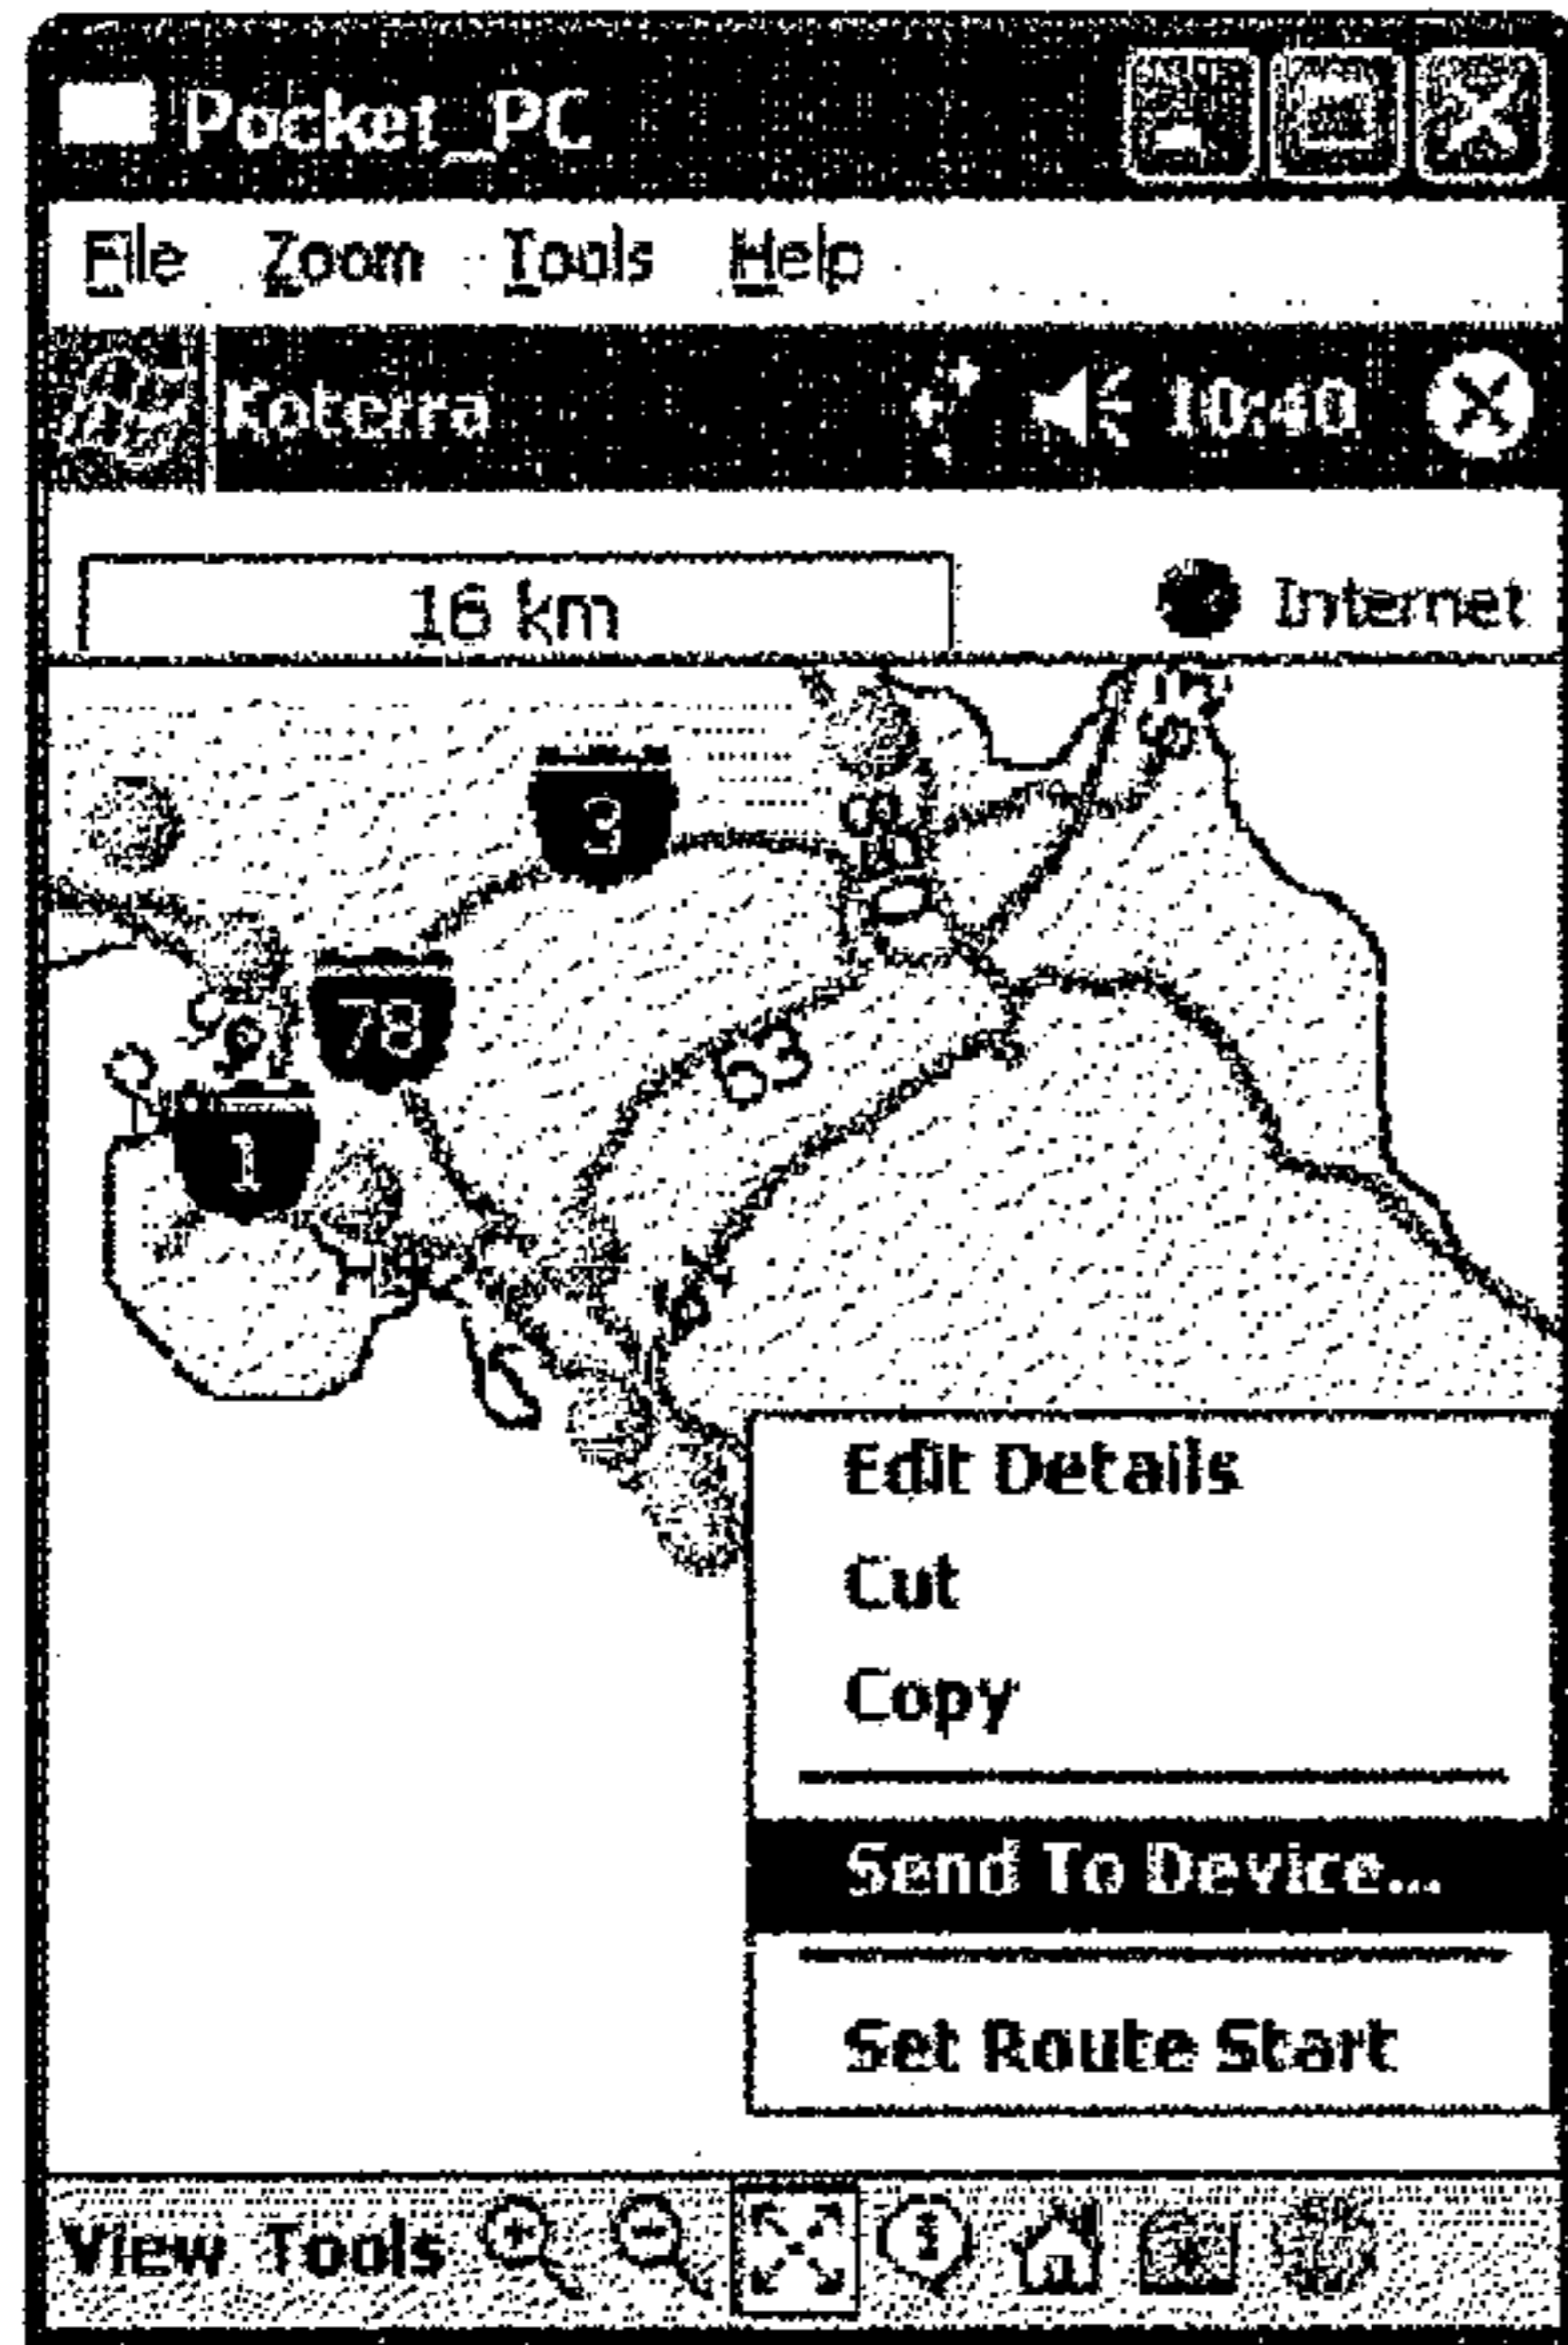 Pocket_PC
File Zoom Tools Help
Koterra 10:40
16 km Internet
3
78
63
1
Edit Details
Cut
Copy
Send To Device...
Set Route Start
View Tools